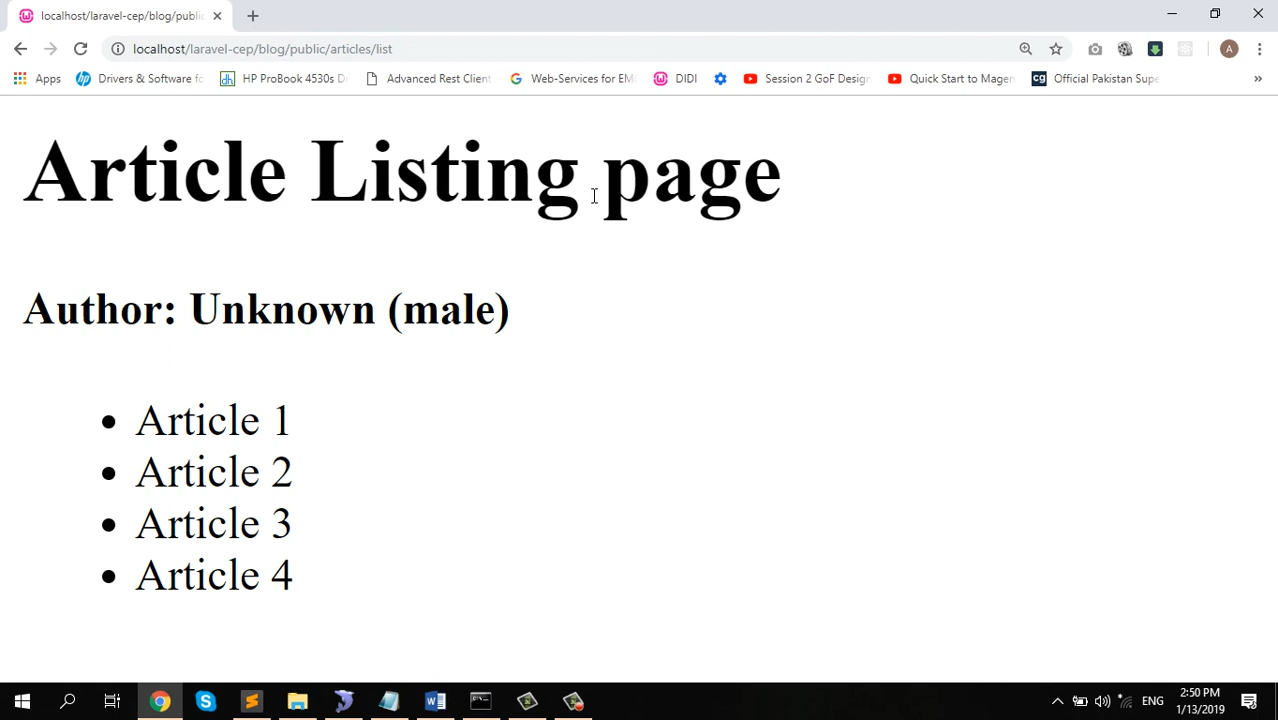 localhost/laravel-cep/blog/public
localhost/laravel-cep/blog/public/articles/list
A
Apps
Drivers & Software fo
HP ProBook 4530s D
Advanced Rest Client
Web-Services for EMC
DIDI
Session 2 GoF Design
Quick Start to Magen
cg
Official Pakistan Supe
Article Listing page
Author: Unknown (male)
• Article 1
• Article 2
• Article 3
• Article 4
ENG
2:50 PM
1/13/2019